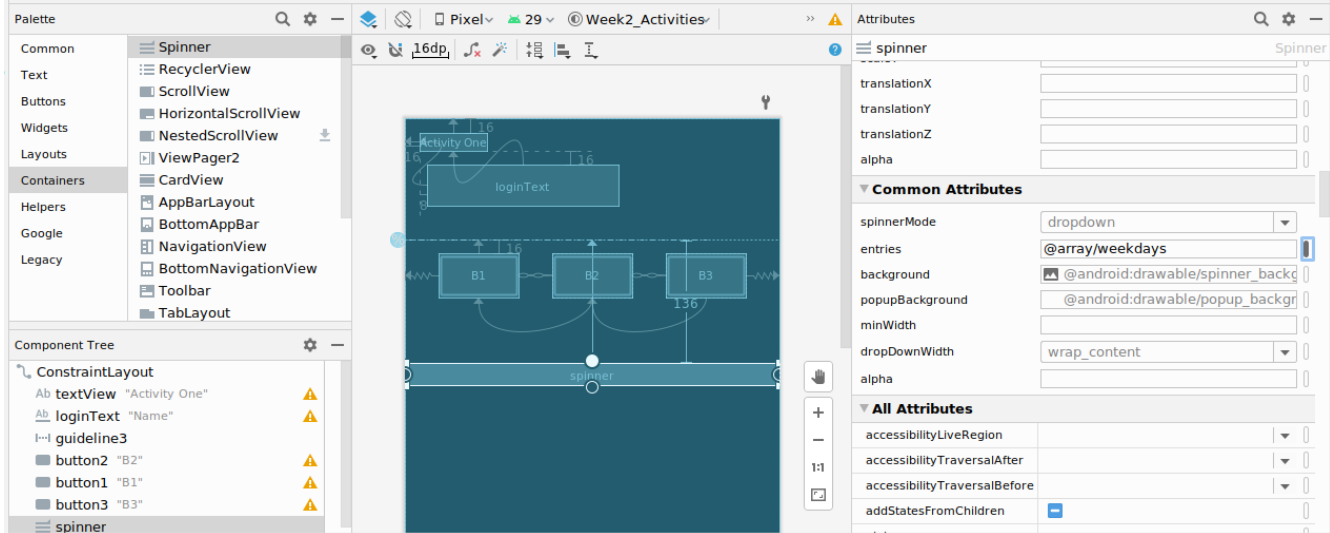 Palette
Common
Text
Buttons
Widgets
Layouts
Containers
Helpers
Google
Legacy
Spinner
RecyclerView
ScrollView
HorizontalScrollView
NestedScrollView
ViewPager2
CardView
AppBarLayout
BottomAppBar
NavigationView
BottomNavigationView
Toolbar
TabLayout
Component Tree
ConstraintLayout
Ab textView "Activity One"
Ab loginText "Name"
guideline3
button2 "B2"
button1 "B1"
button3 "B3"
spinner
Pixel 29 Week2_Activities
16dp
16
Activity One
16
16
loginText
8
16
B1 B2 B3
136
spinner
1:1
Attributes
spinner Spinner
translationX
translationY
translationZ
alpha
Common Attributes
spinnerMode dropdown
entries @array/weekdays
background @android:drawable/spinner_backg
popupBackground @android:drawable/popup_backgr
minWidth
dropDownWidth wrap_content
alpha
All Attributes
accessibilityLiveRegion
accessibilityTraversalAfter
accessibilityTraversalBefore
addStatesFromChildren